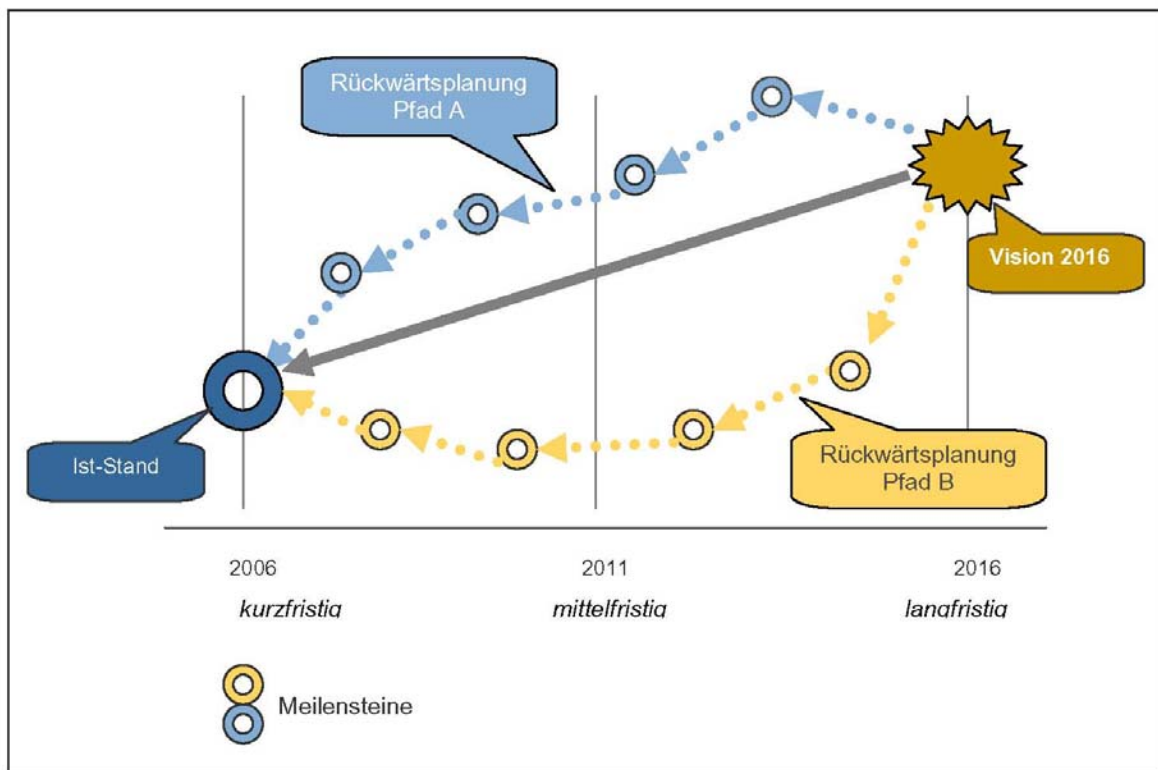 Rückwärtsplanung
Pfad A
Vision 2016
Ist-Stand
Rückwärtsplanung
Pfad B
2006
2011
2016
kurzfristig
mittelfristig
langfristig
Meilensteine